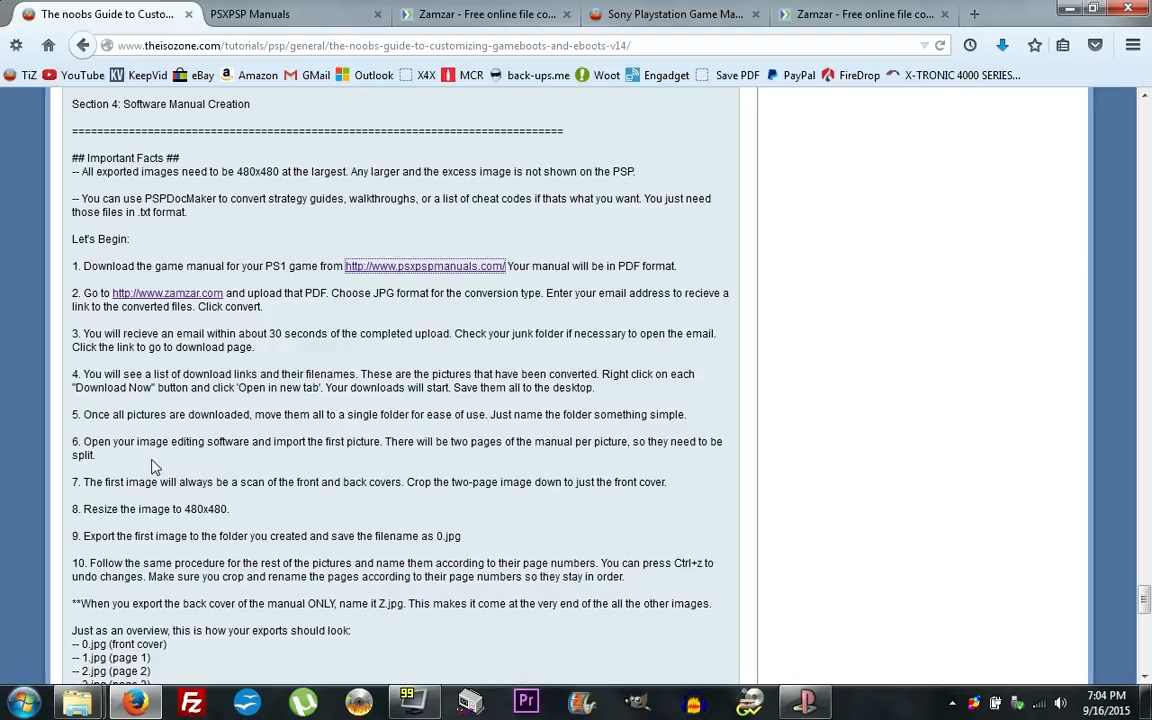 The noobs Guide to Custo...
PSXPSP Manuals
Zamzar - Free online file co...
Sony Playstation Game Ma...
Zamzar - Free online file co...
www.theisozone.com/tutorials/psp/general/the-noobs-guide-to-customizing-gameboots-and-eboots-v14/
TiZ YouTube KeepVid eBay Amazon GMail Outlook X4X MCR back-ups.me Woot Engadget Save PDF PayPal FireDrop X-TRONIC 4000 SERIES...
Section 4: Software Manual Creation
==============================================================================
## Important Facts ##
-- All exported images need to be 480x480 at the largest. Any larger and the excess image is not shown on the PSP.
-- You can use PSPDocMaker to convert strategy guides, walkthroughs, or a list of cheat codes if thats what you want. You just need
those files in .txt format.
Let's Begin:
1. Download the game manual for your PS1 game from http://www.psxpspmanuals.com/ Your manual will be in PDF format.
2. Go to http://www.zamzar.com and upload that PDF. Choose JPG format for the conversion type. Enter your email address to recieve a
link to the converted files. Click convert.
3. You will recieve an email within about 30 seconds of the completed upload. Check your junk folder if necessary to open the email.
Click the link to go to download page.
4. You will see a list of download links and their filenames. These are the pictures that have been converted. Right click on each
"Download Now" button and click 'Open in new tab'. Your downloads will start. Save them all to the desktop.
5. Once all pictures are downloaded, move them all to a single folder for ease of use. Just name the folder something simple.
6. Open your image editing software and import the first picture. There will be two pages of the manual per picture, so they need to be
split.
7. The first image will always be a scan of the front and back covers. Crop the two-page image down to just the front cover.
8. Resize the image to 480x480.
9. Export the first image to the folder you created and save the filename as 0.jpg
10. Follow the same procedure for the rest of the pictures and name them according to their page numbers. You can press Ctrl+z to
undo changes. Make sure you crop and rename the pages according to their page numbers so they stay in order.
**When you export the back cover of the manual ONLY, name it Z.jpg. This makes it come at the very end of the all the other images.
Just as an overview, this is how your exports should look:
-- 0.jpg (front cover)
-- 1.jpg (page 1)
-- 2.jpg (page 2)
99
Pr
7:04 PM
9/16/2015